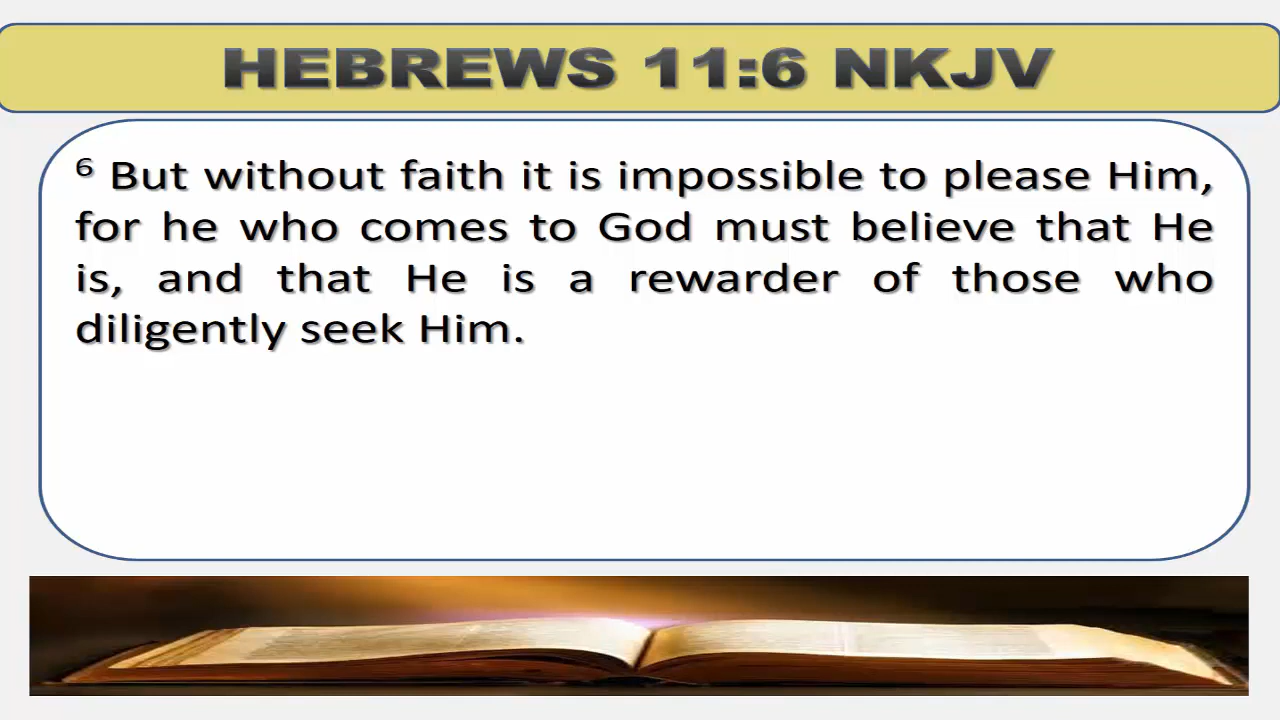 HEBREWS 11:6 NKJV
⁶ But without faith it is impossible to please Him,
for he who comes to God must believe that He
is, and that He is a rewarder of those who
diligently seek Him.